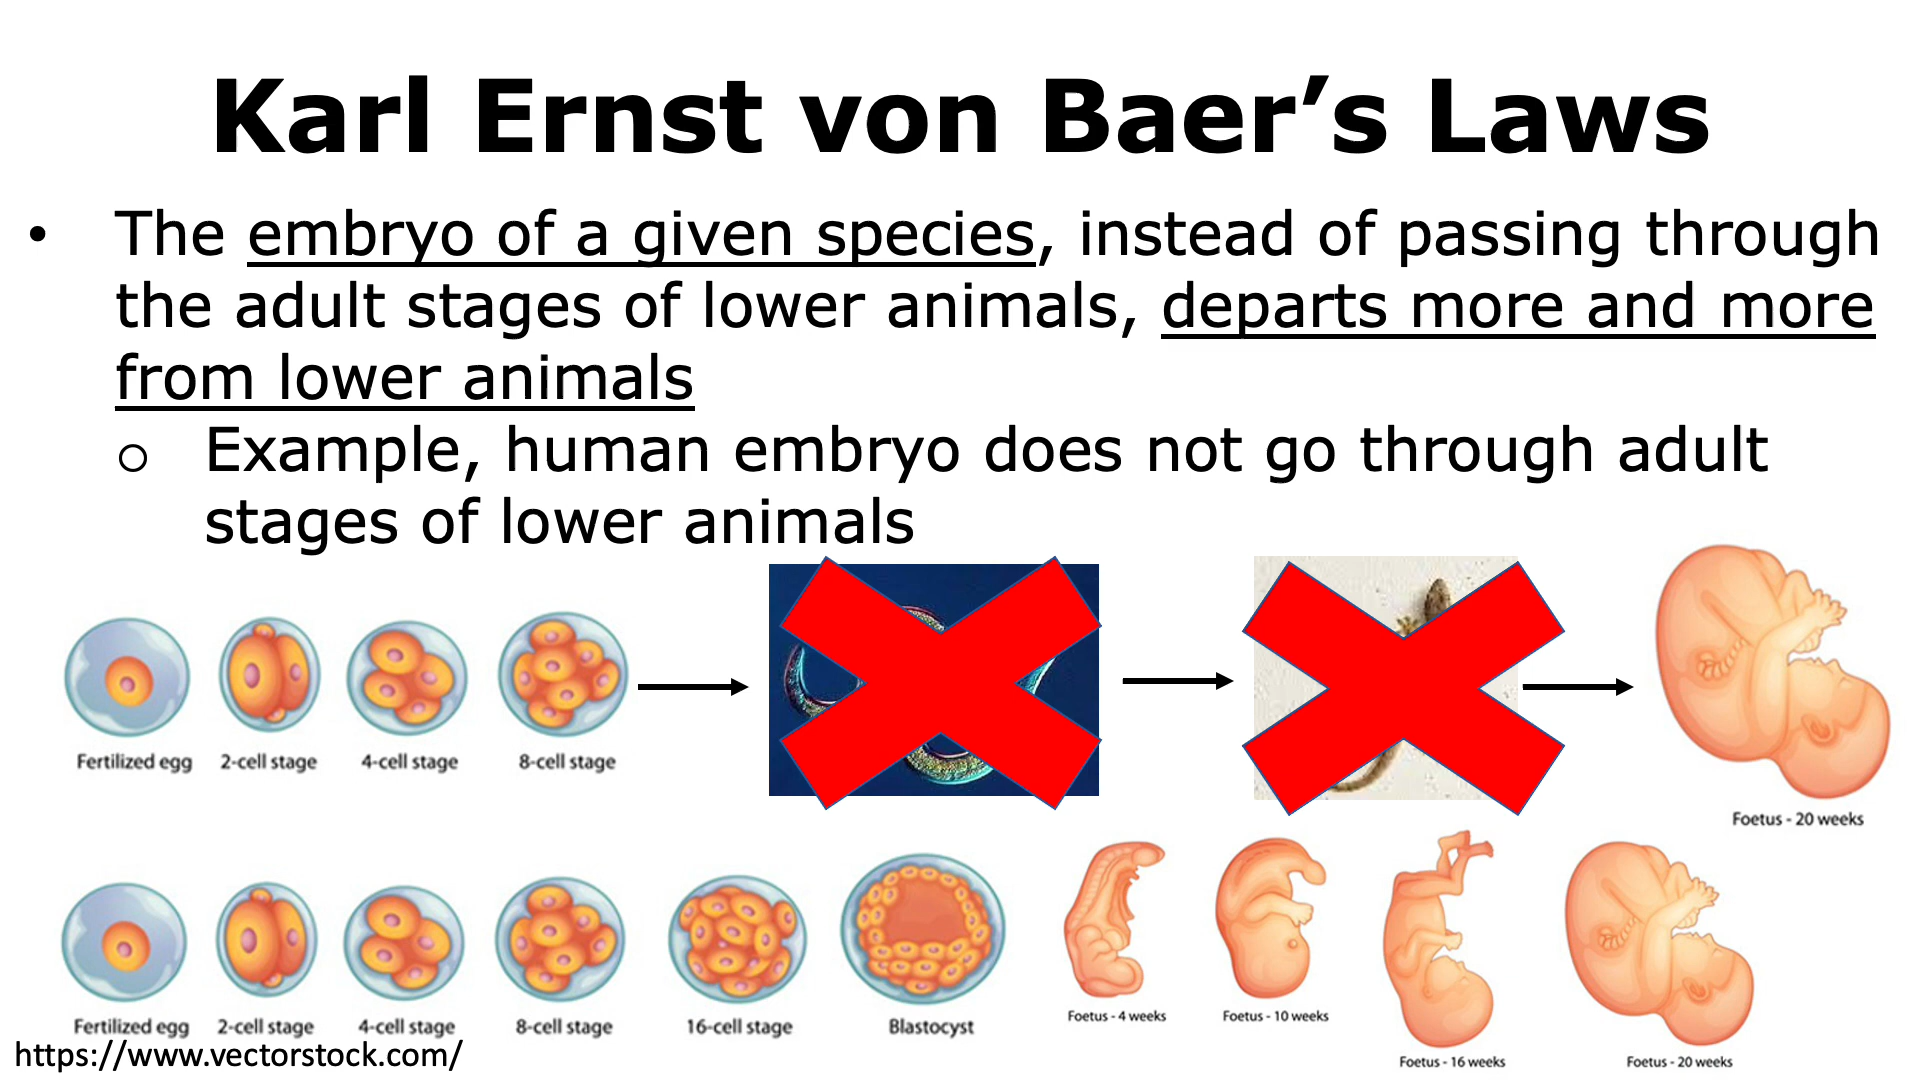 Karl Ernst von Baer’s Laws
• The embryo of a given species, instead of passing through
the adult stages of lower animals, departs more and more
from lower animals
o Example, human embryo does not go through adult
stages of lower animals
Fertilized egg 2-cell stage 4-cell stage 8-cell stage
Foetus - 20 weeks
Fertilized egg 2-cell stage 4-cell stage 8-cell stage 16-cell stage Blastocyst Foetus - 4 weeks Foetus - 10 weeks
Foetus - 16 weeks Foetus - 20 weeks
https://www.vectorstock.com/